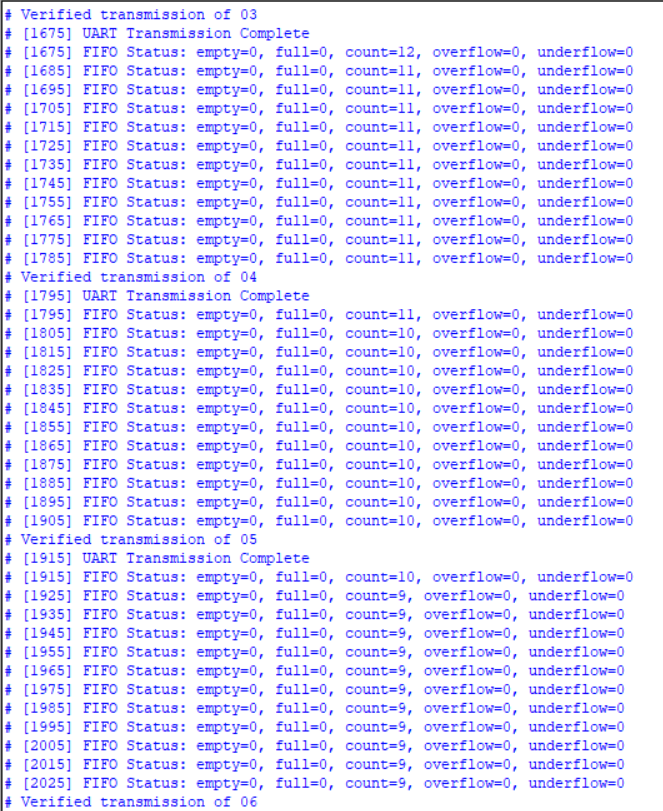 # Verified transmission of 03
# [1675] UART Transmission Complete
# [1675] FIFO Status: empty=0, full=0, count=12, overflow=0, underflow=0
# [1685] FIFO Status: empty=0, full=0, count=11, overflow=0, underflow=0
# [1695] FIFO Status: empty=0, full=0, count=11, overflow=0, underflow=0
# [1705] FIFO Status: empty=0, full=0, count=11, overflow=0, underflow=0
# [1715] FIFO Status: empty=0, full=0, count=11, overflow=0, underflow=0
# [1725] FIFO Status: empty=0, full=0, count=11, overflow=0, underflow=0
# [1735] FIFO Status: empty=0, full=0, count=11, overflow=0, underflow=0
# [1745] FIFO Status: empty=0, full=0, count=11, overflow=0, underflow=0
# [1755] FIFO Status: empty=0, full=0, count=11, overflow=0, underflow=0
# [1765] FIFO Status: empty=0, full=0, count=11, overflow=0, underflow=0
# [1775] FIFO Status: empty=0, full=0, count=11, overflow=0, underflow=0
# [1785] FIFO Status: empty=0, full=0, count=11, overflow=0, underflow=0
# Verified transmission of 04
# [1795] UART Transmission Complete
# [1795] FIFO Status: empty=0, full=0, count=11, overflow=0, underflow=0
# [1805] FIFO Status: empty=0, full=0, count=10, overflow=0, underflow=0
# [1815] FIFO Status: empty=0, full=0, count=10, overflow=0, underflow=0
# [1825] FIFO Status: empty=0, full=0, count=10, overflow=0, underflow=0
# [1835] FIFO Status: empty=0, full=0, count=10, overflow=0, underflow=0
# [1845] FIFO Status: empty=0, full=0, count=10, overflow=0, underflow=0
# [1855] FIFO Status: empty=0, full=0, count=10, overflow=0, underflow=0
# [1865] FIFO Status: empty=0, full=0, count=10, overflow=0, underflow=0
# [1875] FIFO Status: empty=0, full=0, count=10, overflow=0, underflow=0
# [1885] FIFO Status: empty=0, full=0, count=10, overflow=0, underflow=0
# [1895] FIFO Status: empty=0, full=0, count=10, overflow=0, underflow=0
# [1905] FIFO Status: empty=0, full=0, count=10, overflow=0, underflow=0
# Verified transmission of 05
# [1915] UART Transmission Complete
# [1915] FIFO Status: empty=0, full=0, count=10, overflow=0, underflow=0
# [1925] FIFO Status: empty=0, full=0, count=9, overflow=0, underflow=0
# [1935] FIFO Status: empty=0, full=0, count=9, overflow=0, underflow=0
# [1945] FIFO Status: empty=0, full=0, count=9, overflow=0, underflow=0
# [1955] FIFO Status: empty=0, full=0, count=9, overflow=0, underflow=0
# [1965] FIFO Status: empty=0, full=0, count=9, overflow=0, underflow=0
# [1975] FIFO Status: empty=0, full=0, count=9, overflow=0, underflow=0
# [1985] FIFO Status: empty=0, full=0, count=9, overflow=0, underflow=0
# [1995] FIFO Status: empty=0, full=0, count=9, overflow=0, underflow=0
# [2005] FIFO Status: empty=0, full=0, count=9, overflow=0, underflow=0
# [2015] FIFO Status: empty=0, full=0, count=9, overflow=0, underflow=0
# [2025] FIFO Status: empty=0, full=0, count=9, overflow=0, underflow=0
# Verified transmission of 06